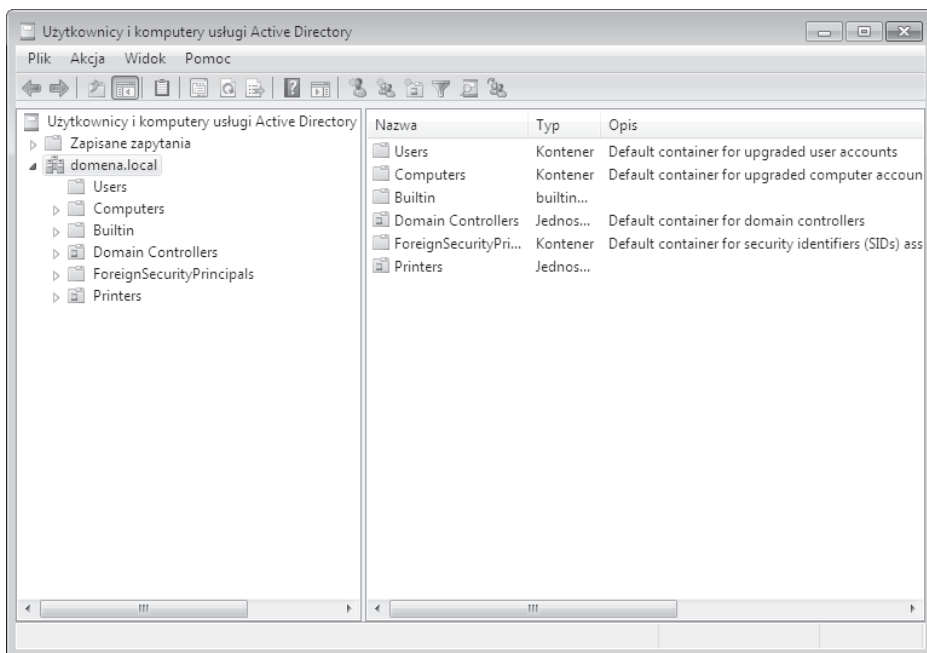 Użytkownicy i komputery usługi Active Directory
Plik Akcja Widok Pomoc
Użytkownicy i komputery usługi Active Directory
Zapisane zapytania
domena.local
Users
Computers
Builtin
Domain Controllers
ForeignSecurityPrincipals
Printers
Nazwa Typ Opis
Users Kontener Default container for upgraded user accounts
Computers Kontener Default container for upgraded computer accoun
Builtin builtin...
Domain Controllers Jednos... Default container for domain controllers
ForeignSecurityPri... Kontener Default container for security identifiers (SIDs) ass
Printers Jednos...